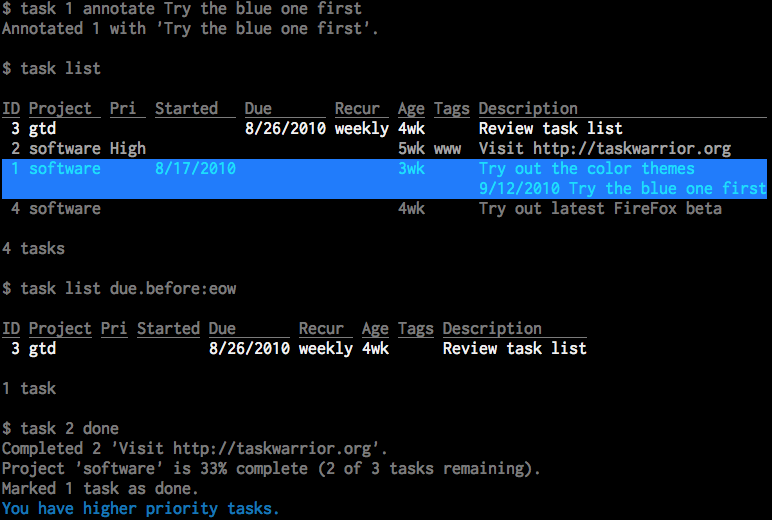 $ task 1 annotate Try the blue one first
Annotated 1 with 'Try the blue one first'.
$ task list
ID Project Pri Started Due Recur Age Tags Description
3 gtd 8/26/2010 weekly 4wk Review task list
2 software High 5wk www Visit http://taskwarrior.org
1 software 8/17/2010 3wk Try out the color themes
9/12/2010 Try the blue one first
4 software 4wk Try out latest FireFox beta
4 tasks
$ task list due.before:eow
ID Project Pri Started Due Recur Age Tags Description
3 gtd 8/26/2010 weekly 4wk Review task list
1 task
$ task 2 done
Completed 2 'Visit http://taskwarrior.org'.
Project 'software' is 33% complete (2 of 3 tasks remaining).
Marked 1 task as done.
You have higher priority tasks.